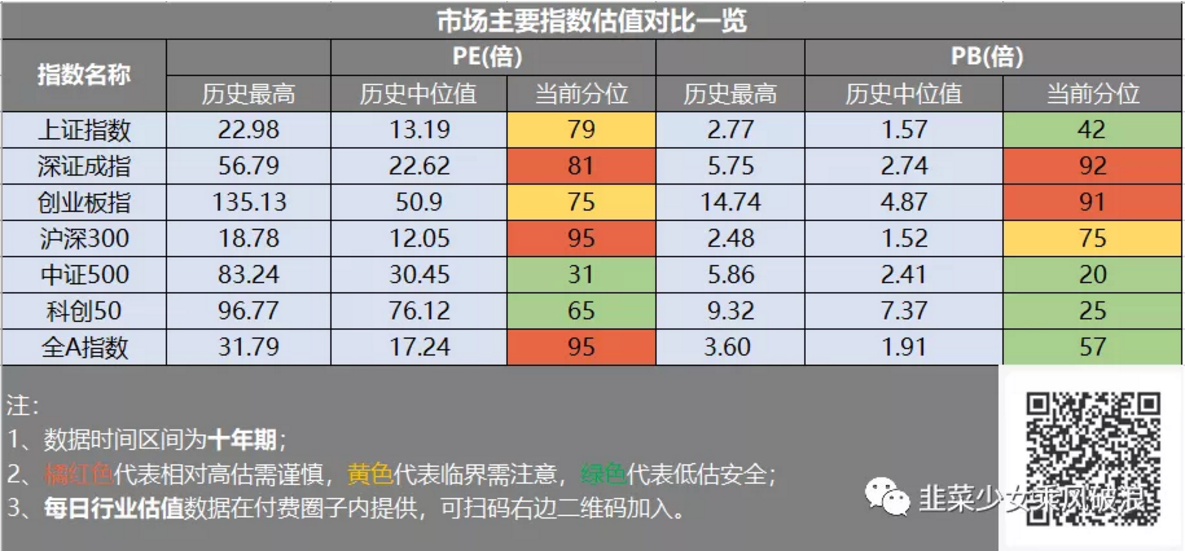 市场主要指数估值对比一览
指数名称 PE(倍) PB(倍)
历史最高 历史中位值 当前分位 历史最高 历史中位值 当前分位
上证指数 22.98 13.19 79 2.77 1.57 42
深证成指 56.79 22.62 81 5.75 2.74 92
创业板指 135.13 50.9 75 14.74 4.87 91
沪深300 18.78 12.05 95 2.48 1.52 75
中证500 83.24 30.45 31 5.86 2.41 20
科创50 96.77 76.12 65 9.32 7.37 25
全A指数 31.79 17.24 95 3.60 1.91 57
注：
1、数据时间区间为十年期；
2、橘红色代表相对高估需谨慎，黄色代表临界需注意，绿色代表低估安全；
3、每日行业估值数据在付费圈子内提供，可扫码右边二维码加入。
韭菜少女乘风破浪